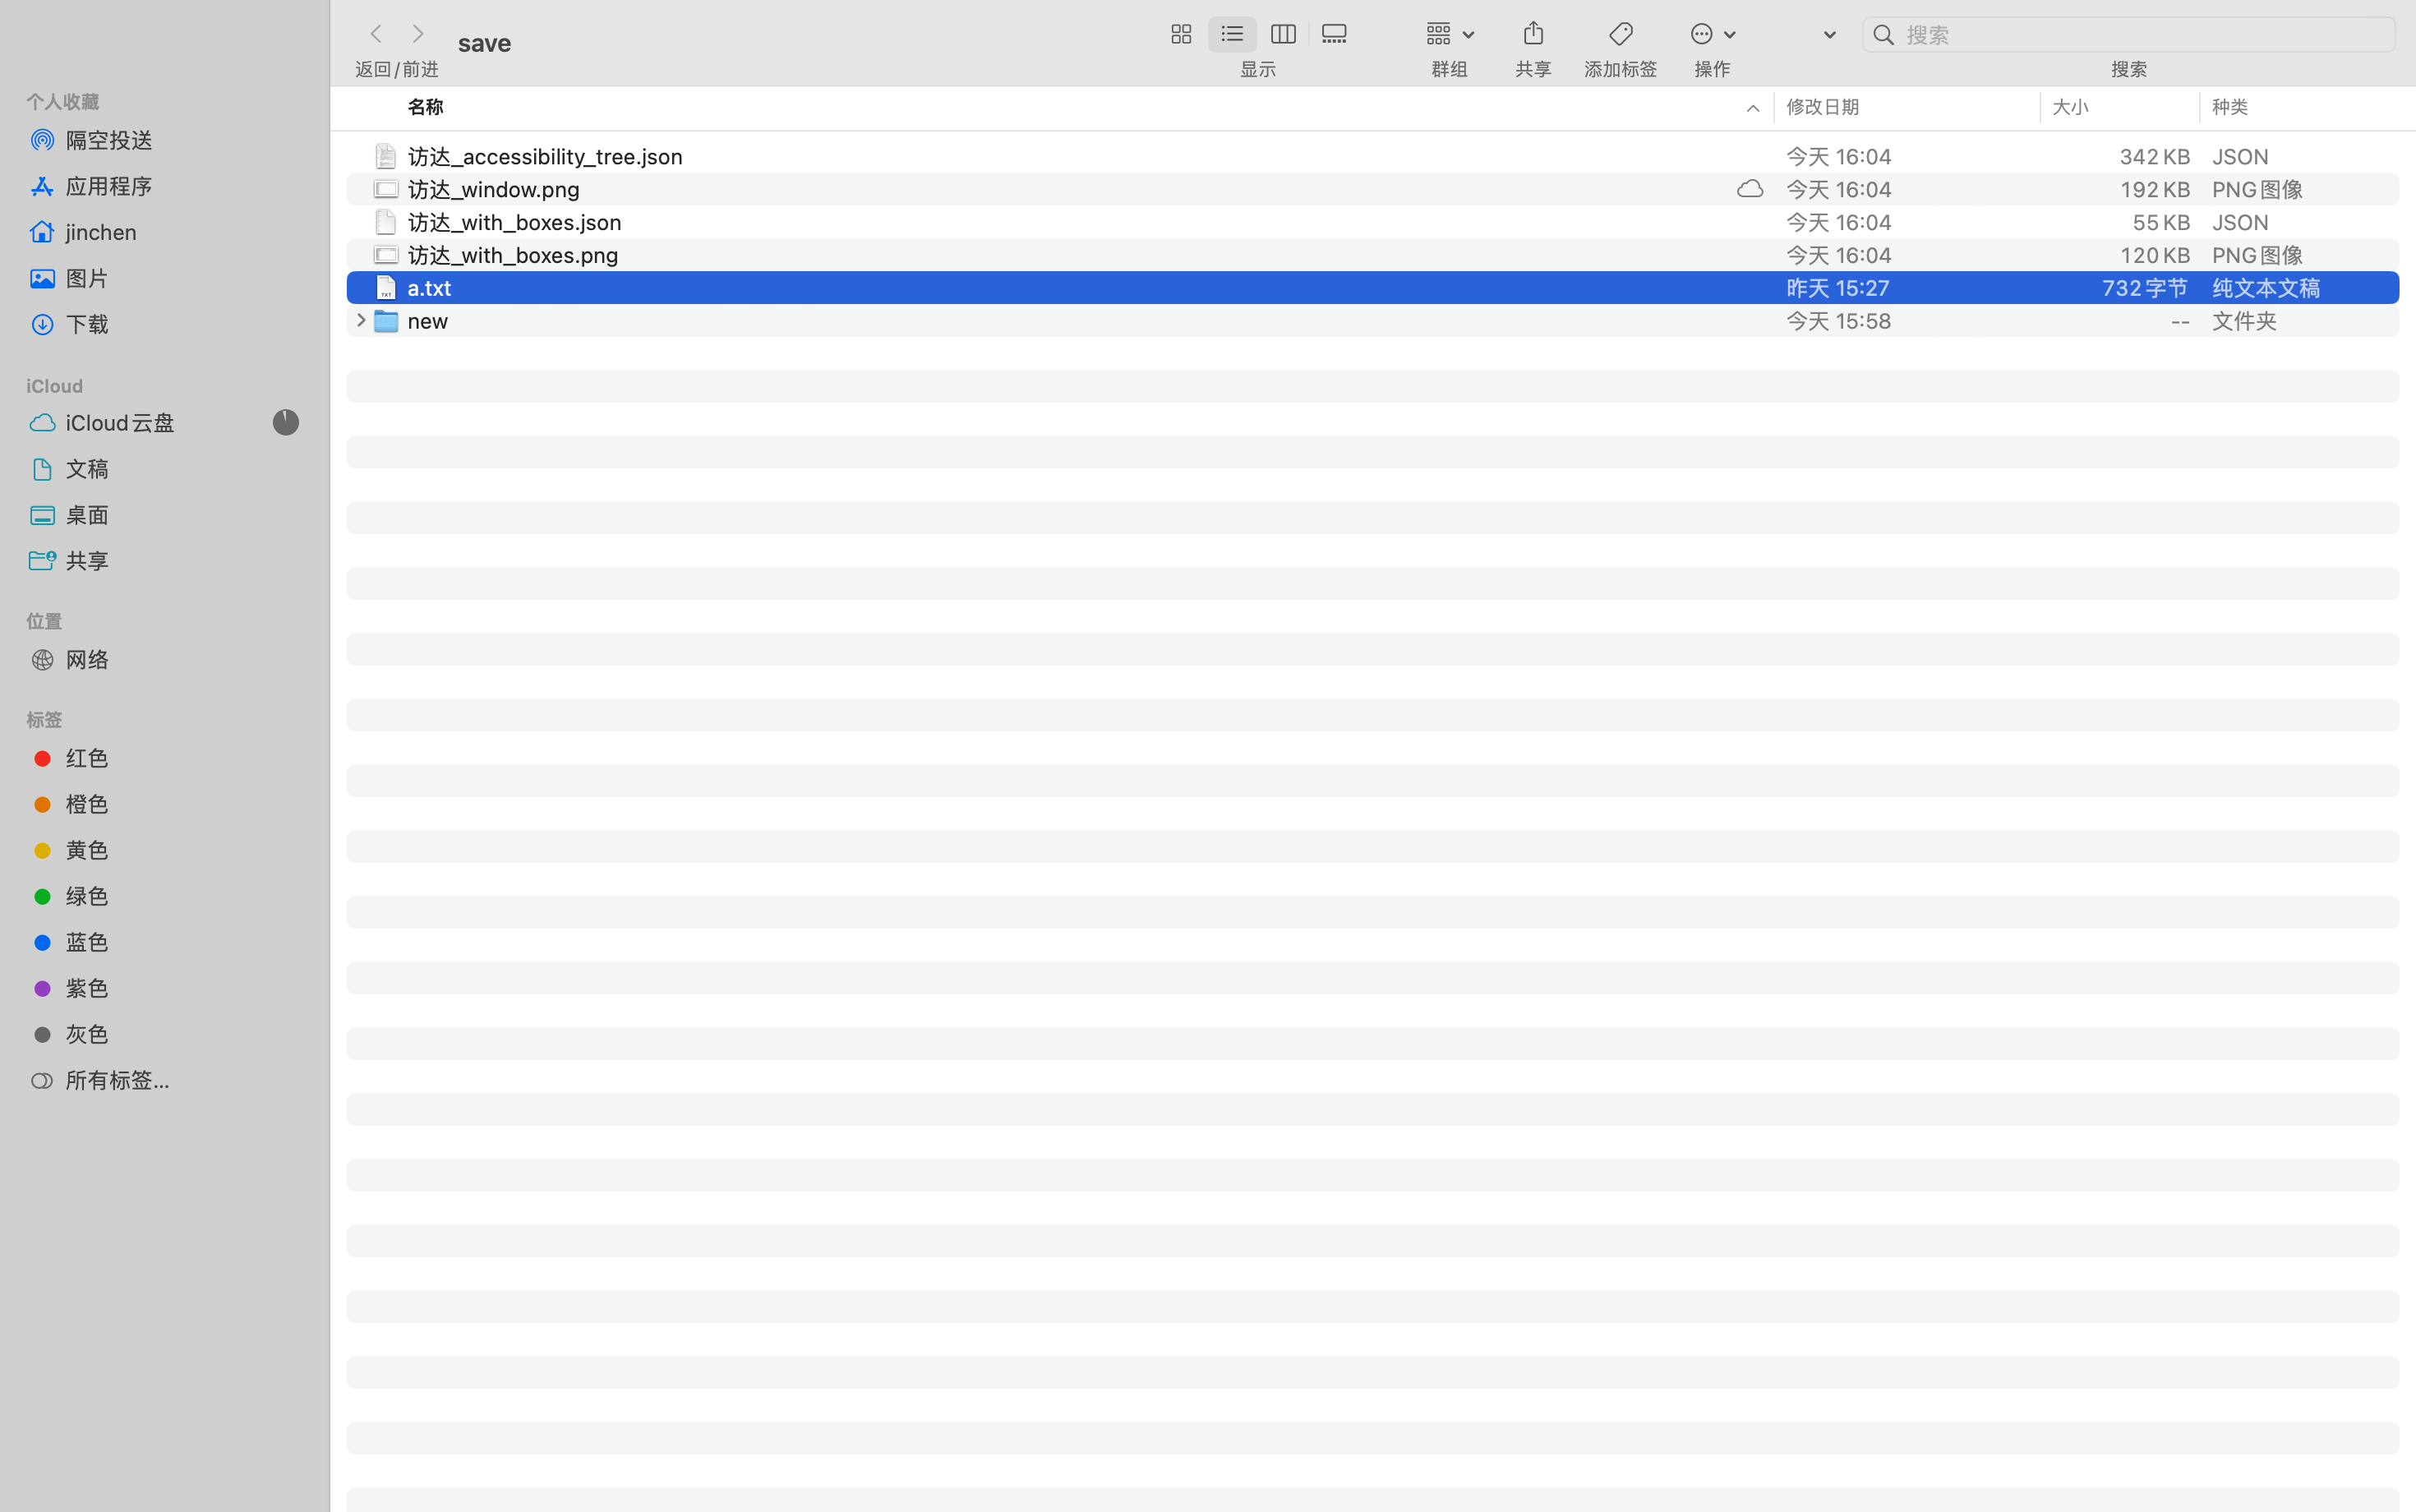 save
返回/前进
显示
群组
共享
添加标签
操作
搜索
搜索
个人收藏
隔空投送
应用程序
jinchen
图片
下载
iCloud
iCloud云盘
文稿
桌面
共享
位置
网络
标签
红色
橙色
黄色
绿色
蓝色
紫色
灰色
所有标签...
名称 修改日期 大小 种类
访达_accessibility_tree.json 今天 16:04 342 KB JSON
访达_window.png 今天 16:04 192 KB PNG图像
访达_with_boxes.json 今天 16:04 55 KB JSON
访达_with_boxes.png 今天 16:04 120 KB PNG图像
a.txt 昨天 15:27 732字节 纯文本文稿
new 今天 15:58 -- 文件夹